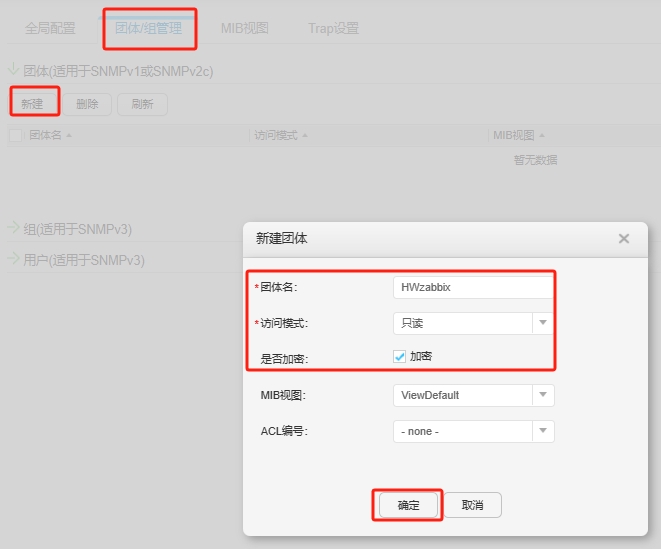 全局配置 团体/组管理 MIB视图 Trap设置
团体(适用于SNMPv1或SNMPv2c)
新建 删除 刷新
团体名 访问模式 MIB视图
暂无数据
组(适用于SNMPv3)
用户(适用于SNMPv3)
新建团体
*团体名： HWzabbix
*访问模式： 只读
是否加密： 加密
MIB视图： ViewDefault
ACL编号： - none -
确定 取消